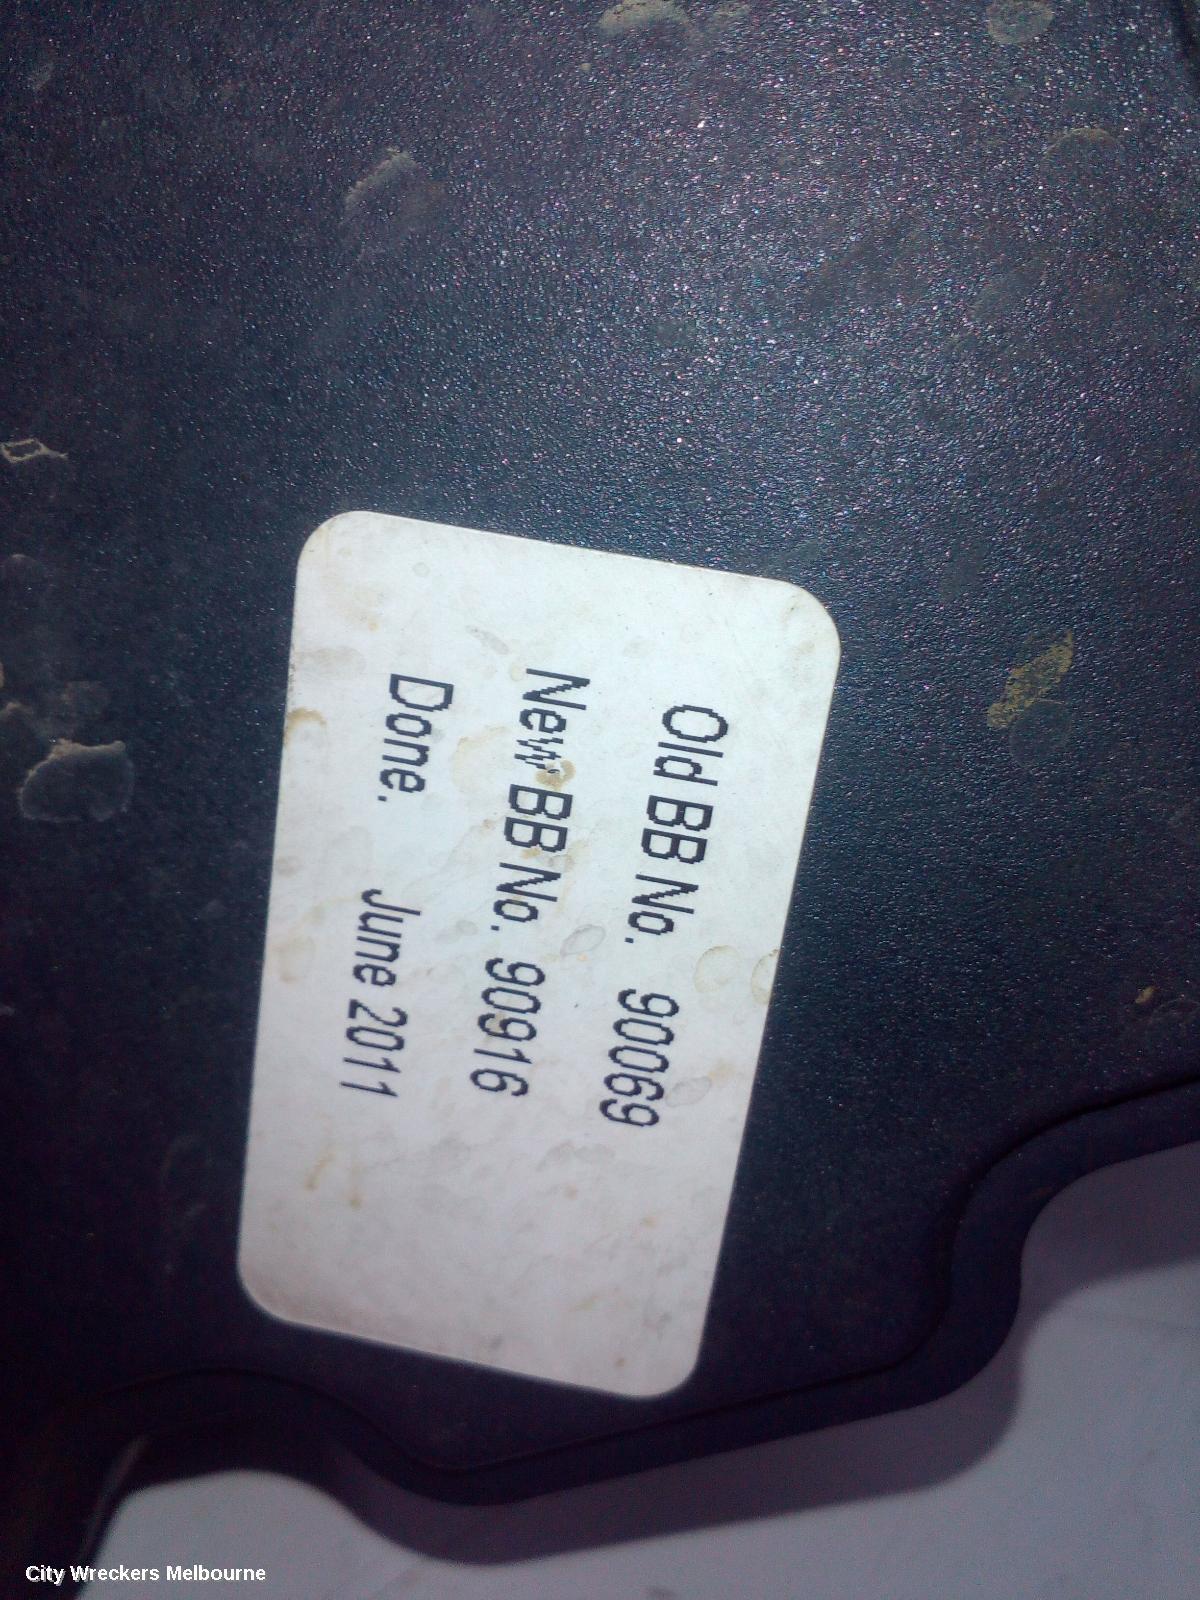 Old BB No. 90069
New BB No. 90916
Done. June 2011
City Wreckers Melbourne